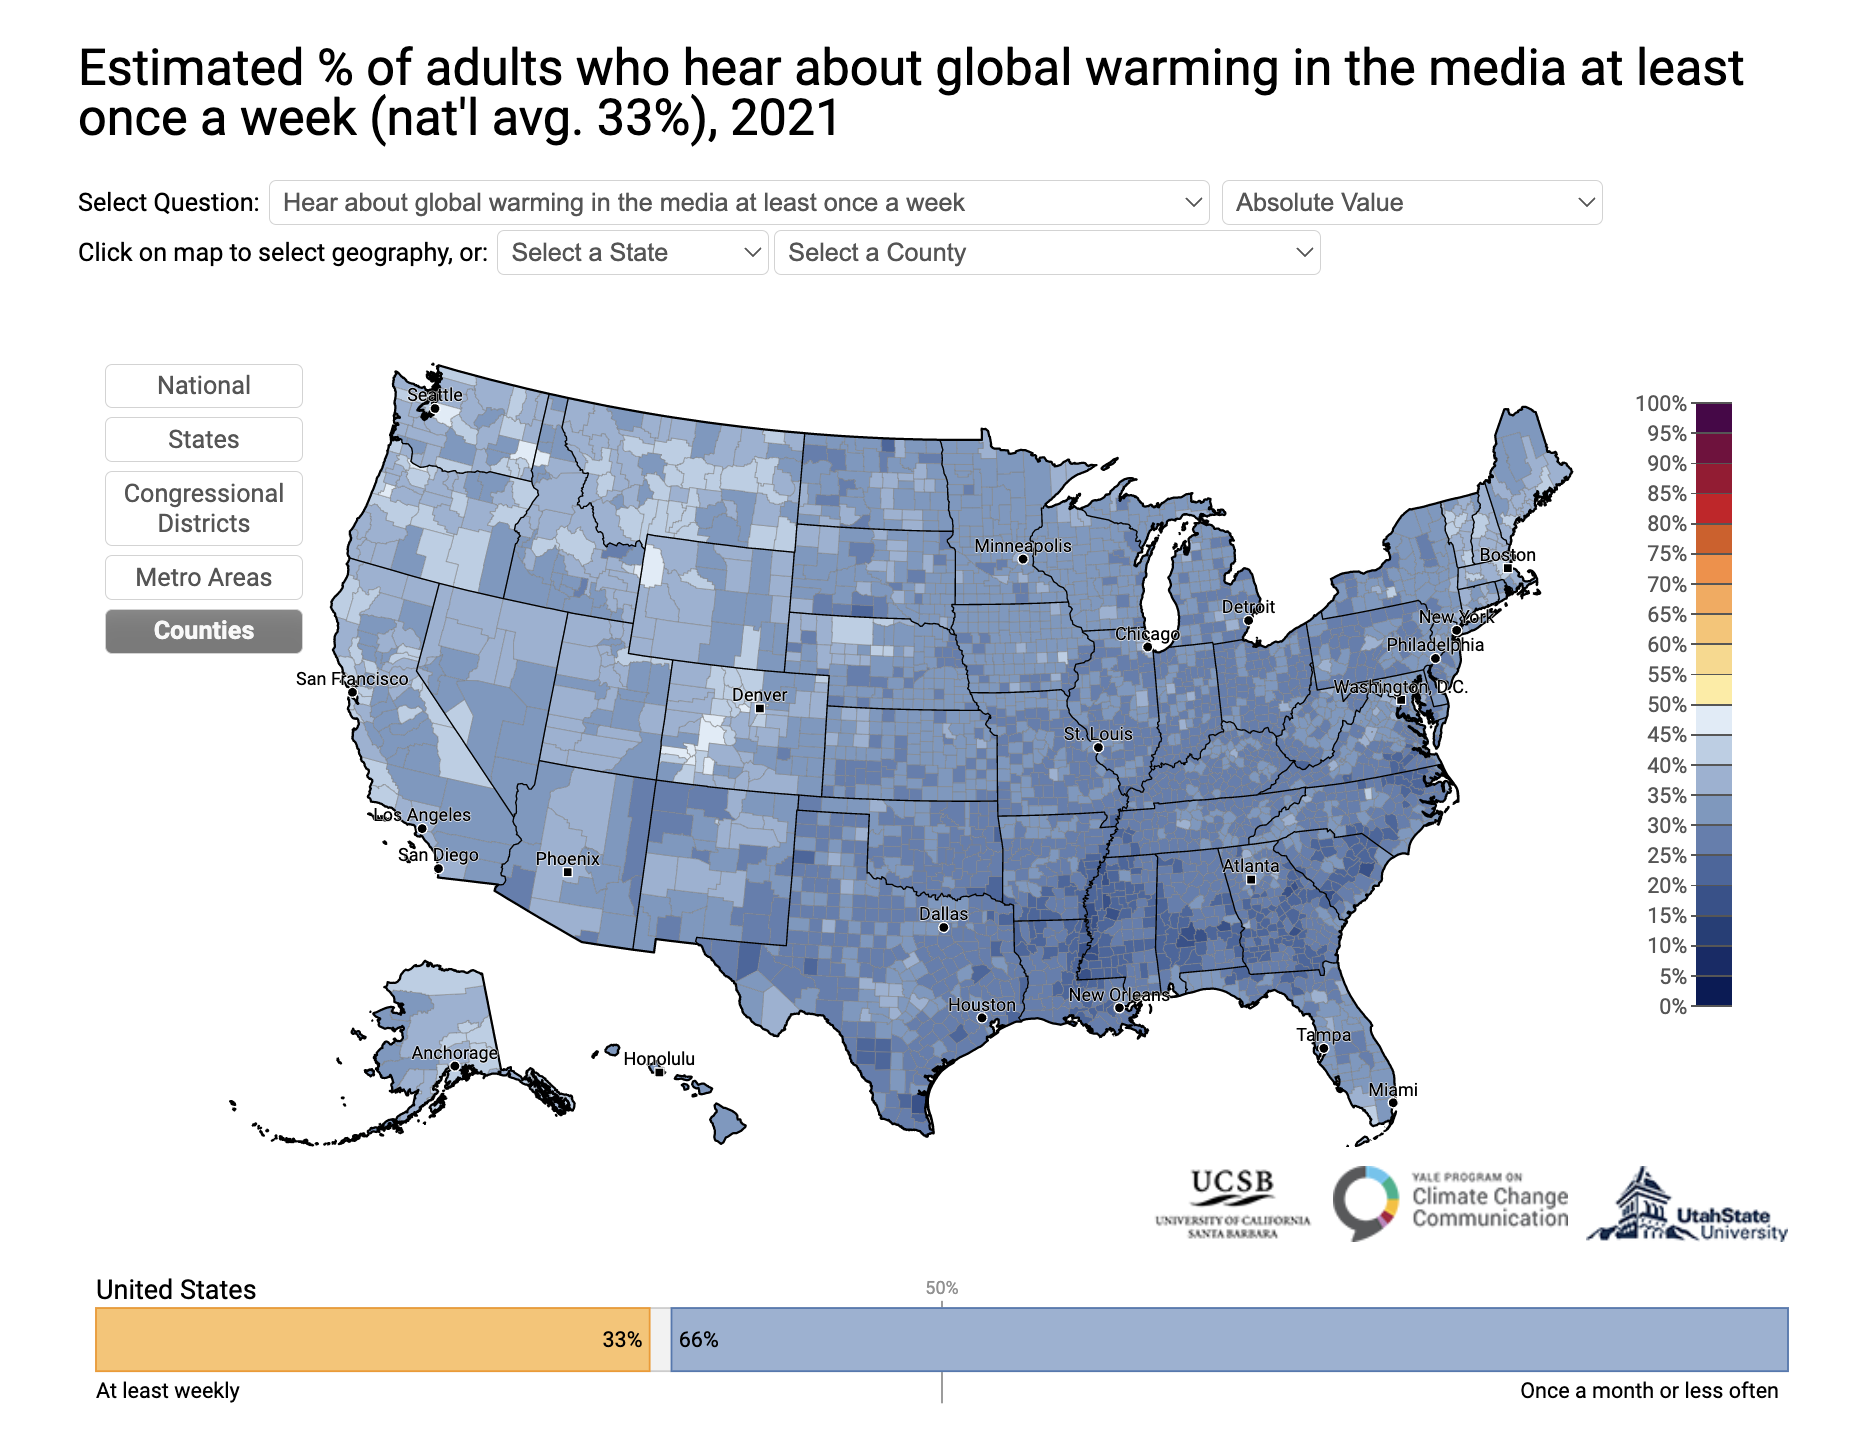 Estimated % of adults who hear about global warming in the media at least
once a week (nat'l avg. 33%), 2021
Select Question: Hear about global warming in the media at least once a week Absolute Value
Click on map to select geography, or: Select a State Select a County
National
States
Congressional
Districts
Metro Areas
Counties
Seattle
Minneapolis
Boston
Detroit
New York
Chicago
Philadelphia
San Francisco
Denver
Washington, D.C.
St. Louis
Los Angeles
San Diego
Phoenix
Atlanta
Dallas
New Orleans
Houston
Tampa
Anchorage
Honolulu
Miami
100%
95%
90%
85%
80%
75%
70%
65%
60%
55%
50%
45%
40%
35%
30%
25%
20%
15%
10%
5%
0%
UCSB
UNIVERSITY OF CALIFORNIA
SANTA BARBARA
YALE PROGRAM ON
Climate Change
Communication
UtahState
University
United States
50%
33%
66%
At least weekly
Once a month or less often